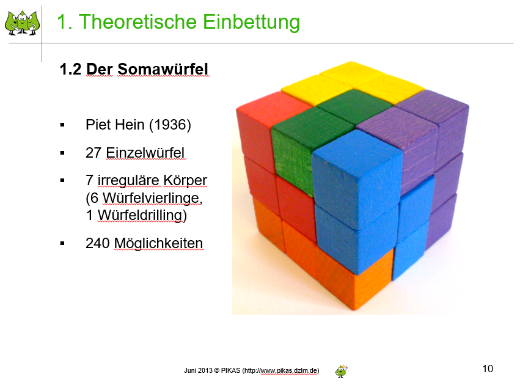 1. Theoretische Einbettung
1.2 Der Somawürfel
▪ Piet Hein (1936)
▪ 27 Einzelwürfel
▪ 7 irreguläre Körper
(6 Würfelvierlinge,
1 Würfeldrilling)
▪ 240 Möglichkeiten
Juni 2013 © PIKAS (http://www.pikas.dzlm.de)
10